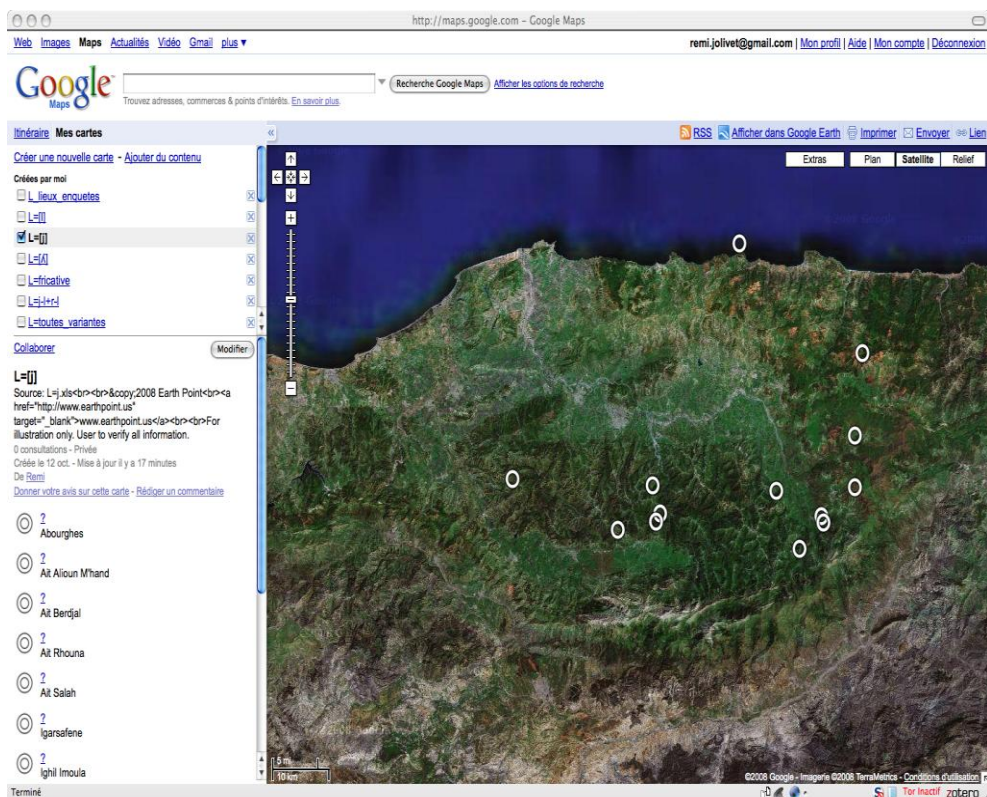 http://maps.google.com – Google Maps
Web Images Maps Actualités Vidéo Gmail plus ▼
remi.jolivet@gmail.com | Mon profil | Aide | Mon compte | Déconnexion
Google Maps
Recherche Google Maps
Afficher les options de recherche
Trouvez adresses, commerces & points d'intérêts. En savoir plus.
Itinéraire Mes cartes
«
RSS Afficher dans Google Earth Imprimer Envoyer Lien
Créer une nouvelle carte - Ajouter du contenu
Extras Plan Satellite Relief
Créées par moi
L_lieux_enquetes
L=[l]
L=[j]
L=[ʎ]
L=fricative
L=j-l+r-l
L=toutes_variantes
Collaborer
Modifier
L=[j]
Source: L=j.xls<br><br>&copy;2008 Earth Point<br><a
href="http://www.earthpoint.us"
target="_blank">www.earthpoint.us</a><br><br>For
illustration only. User to verify all information.
0 consultations - Privée
Créée le 12 oct. - Mise à jour il y a 17 minutes
De Remi
Donner votre avis sur cette carte - Rédiger un commentaire
?
Abourghes
?
Ait Alioun M'hand
?
Ait Berdjal
?
Ait Rhouna
?
Ait Salah
?
Igarsafene
?
Ighil Imoula
5 mi
10 km
©2008 Google - Imagerie ©2008 TerraMetrics - Conditions d'utilisation
Terminé
Tor Inactif zotero